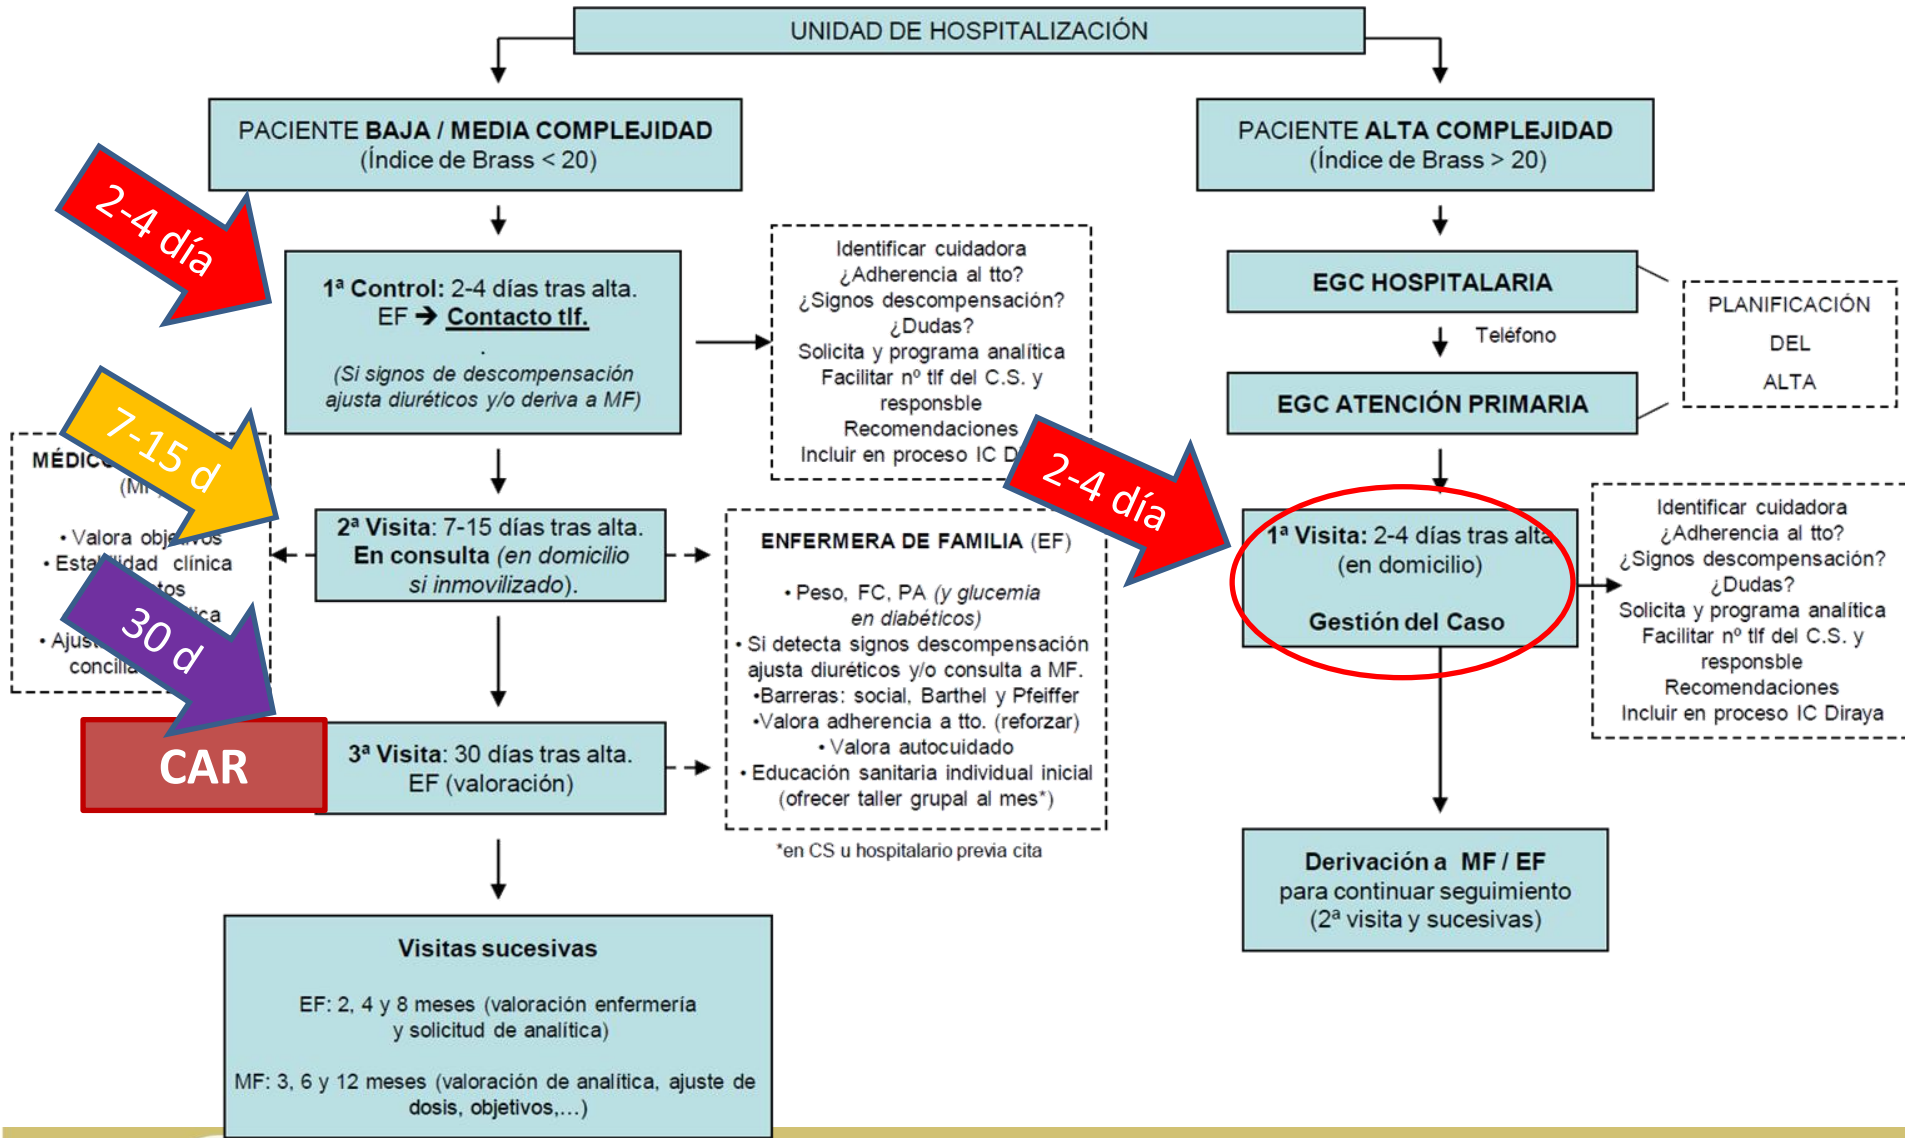 UNIDAD DE HOSPITALIZACIÓN
PACIENTE BAJA / MEDIA COMPLEJIDAD
(Índice de Brass < 20)
2-4 día
1ª Control: 2-4 días tras alta.
EF ➔ Contacto tlf.
.
(Si signos de descompensación
ajusta diuréticos y/o deriva a MF)
Identificar cuidadora
¿Adherencia al tto?
¿Signos descompensación?
¿Dudas?
Solicita y programa analítica
Facilitar nº tlf del C.S. y
responsble
Recomendaciones
Incluir en proceso IC D
7-15 d
MÉDICO
(MF)
• Valora objetivos
• Estabilidad clínica
• Ajus
concilia
2ª Visita: 7-15 días tras alta.
En consulta (en domicilio
si inmovilizado).
ENFERMERA DE FAMILIA (EF)
• Peso, FC, PA (y glucemia
en diabéticos)
• Si detecta signos descompensación
ajusta diuréticos y/o consulta a MF.
•Barreras: social, Barthel y Pfeiffer
•Valora adherencia a tto. (reforzar)
• Valora autocuidado
• Educación sanitaria individual inicial
(ofrecer taller grupal al mes*)
*en CS u hospitalario previa cita
30 d
CAR
3ª Visita: 30 días tras alta.
EF (valoración)
Visitas sucesivas
EF: 2, 4 y 8 meses (valoración enfermería
y solicitud de analítica)
MF: 3, 6 y 12 meses (valoración de analítica, ajuste de
dosis, objetivos,...)
PACIENTE ALTA COMPLEJIDAD
(Índice de Brass > 20)
EGC HOSPITALARIA
Teléfono
EGC ATENCIÓN PRIMARIA
PLANIFICACIÓN
DEL
ALTA
2-4 día
1ª Visita: 2-4 días tras alta
(en domicilio)
Gestión del Caso
Identificar cuidadora
¿Adherencia al tto?
¿Signos descompensación?
¿Dudas?
Solicita y programa analítica
Facilitar nº tlf del C.S. y
responsble
Recomendaciones
Incluir en proceso IC Diraya
Derivación a MF / EF
para continuar seguimiento
(2ª visita y sucesivas)